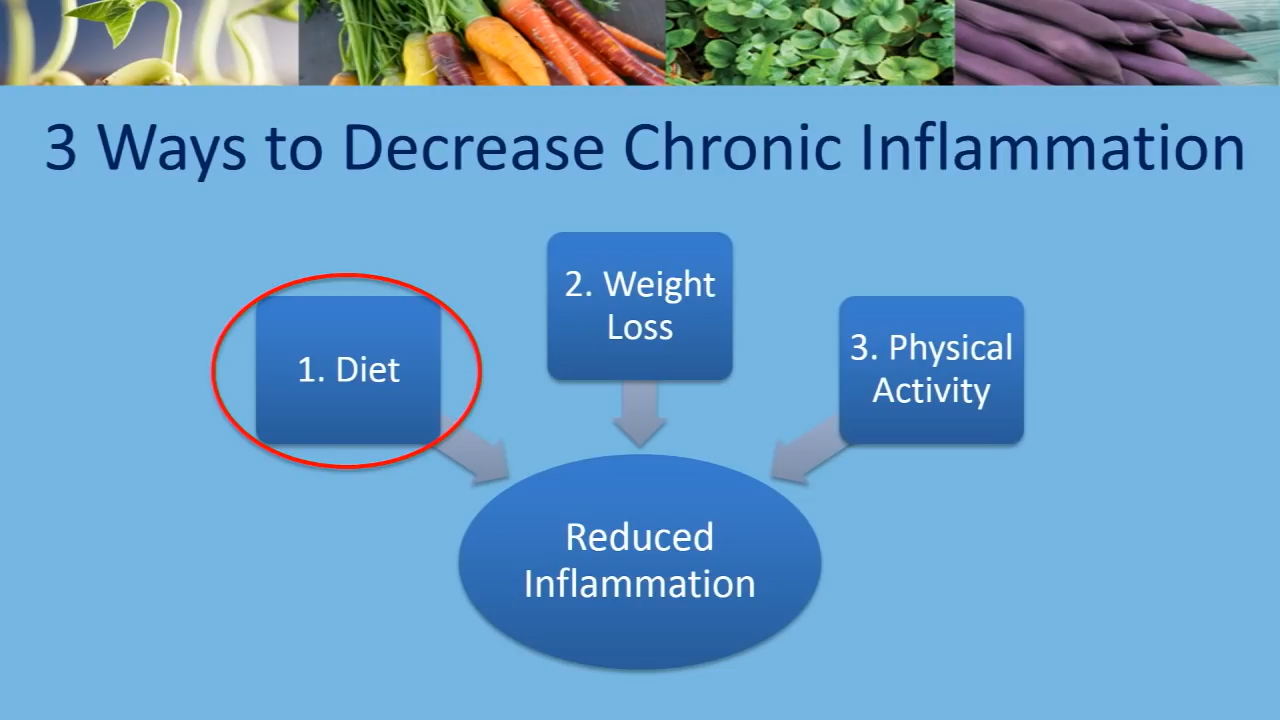 3 Ways to Decrease Chronic Inflammation
1. Diet
2. Weight
Loss
3. Physical
Activity
Reduced
Inflammation